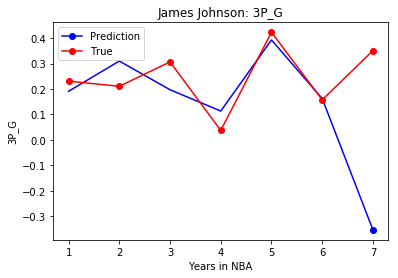 James Johnson: 3P_G
Prediction
True
3P_G
0.4
0.3
0.2
0.1
0.0
−0.1
−0.2
−0.3
1 2 3 4 5 6 7
Years in NBA